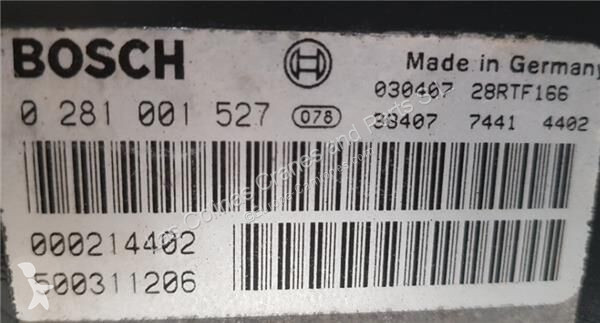 BOSCH Made in Germany
030407 28RTF166
0 281 001 527 078 33407 7441 4402
000214402
500311206